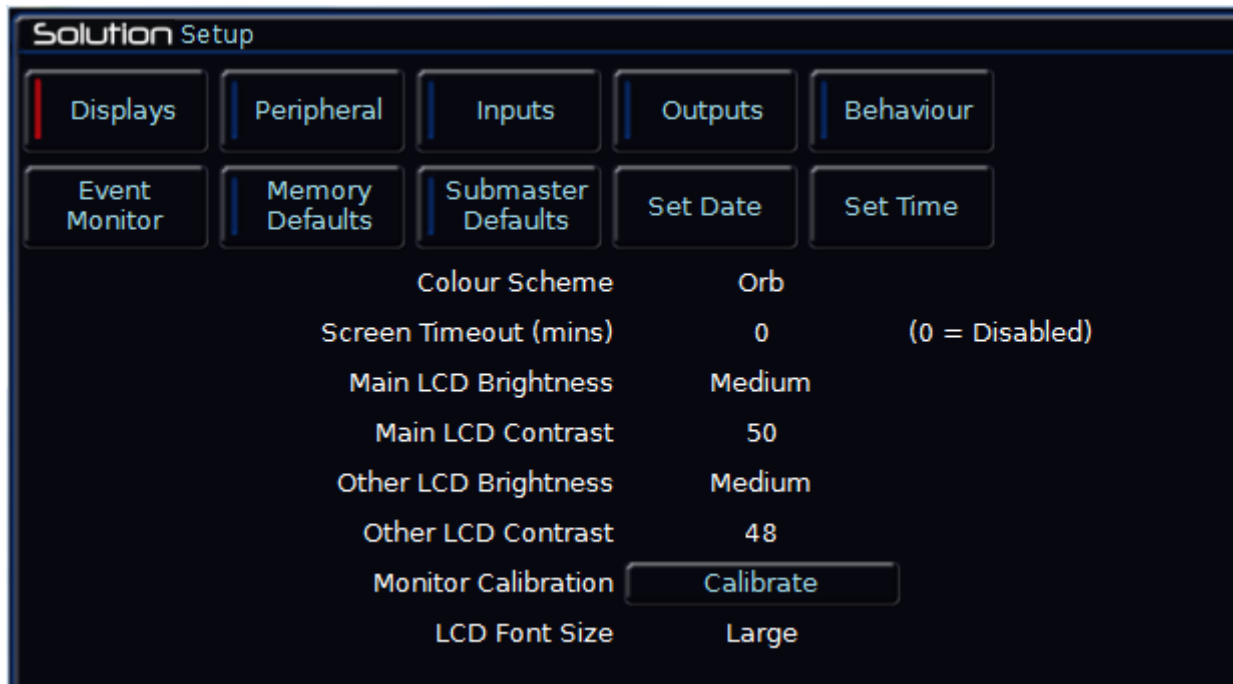 Solution Setup
Displays Peripheral Inputs Outputs Behaviour
Event Monitor Memory Defaults Submaster Defaults Set Date Set Time
Colour Scheme Orb
Screen Timeout (mins) 0 (0 = Disabled)
Main LCD Brightness Medium
Main LCD Contrast 50
Other LCD Brightness Medium
Other LCD Contrast 48
Monitor Calibration Calibrate
LCD Font Size Large